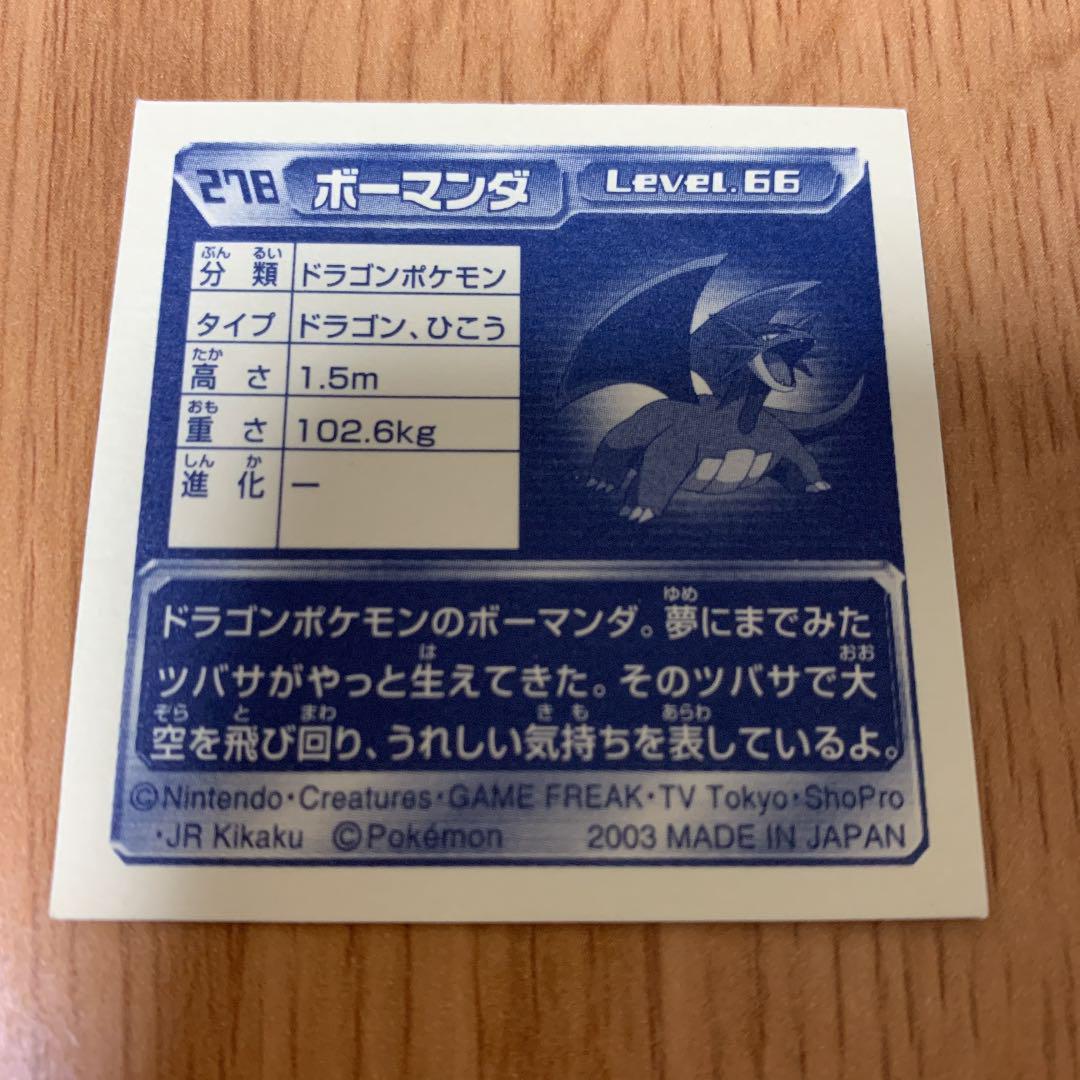 278 ボーマンダ Level.66
ぶん るい
分 類 ドラゴンポケモン
タイプ ドラゴン、ひこう
たか
高 さ 1.5m
おも
重 さ 102.6kg
しん か
進 化 ー
ゆめ
ドラゴンポケモンのボーマンダ。夢にまでみた
は おお
ツバサがやっと生えてきた。そのツバサで大
ぞら と まわ き も あらわ
空を飛び回り、うれしい気持ちを表しているよ。
©Nintendo・Creatures・GAME FREAK・TV Tokyo・ShoPro
・JR Kikaku ©Pokémon 2003 MADE IN JAPAN